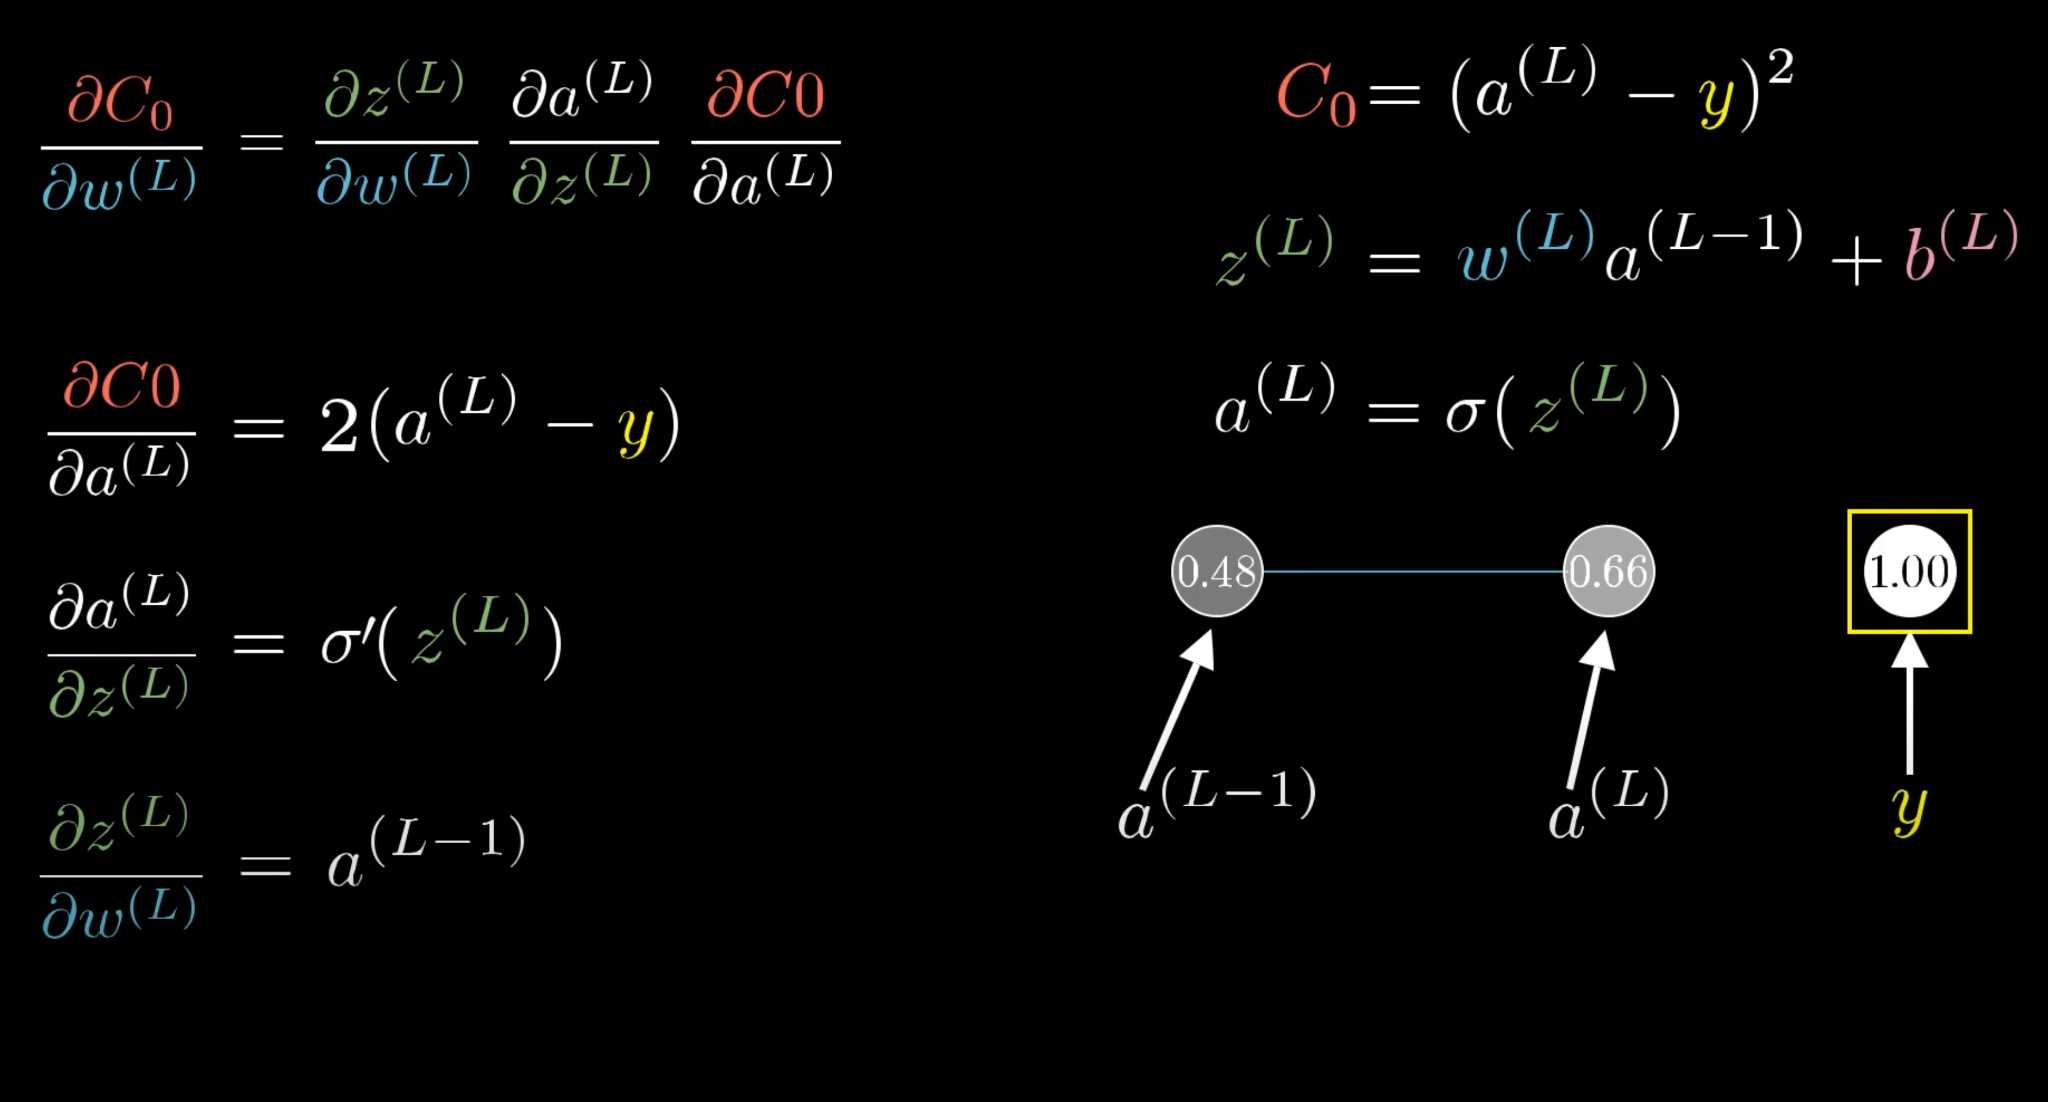 ∂C₀/∂w^(L) = ∂z^(L)/∂w^(L) ∂a^(L)/∂z^(L) ∂C0/∂a^(L)
∂C0/∂a^(L) = 2(a^(L) − y)
∂a^(L)/∂z^(L) = σ′(z^(L))
∂z^(L)/∂w^(L) = a^(L−1)
C₀ = (a^(L) − y)²
z^(L) = w^(L)a^(L−1) + b^(L)
a^(L) = σ(z^(L))
0.48 0.66 1.00
a^(L−1) a^(L) y